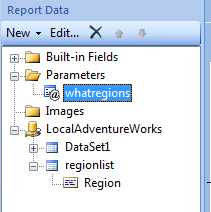 Report Data
New Edit...
Built-in Fields
Parameters
whatregions
Images
LocalAdventureWorks
DataSet1
regionlist
Region